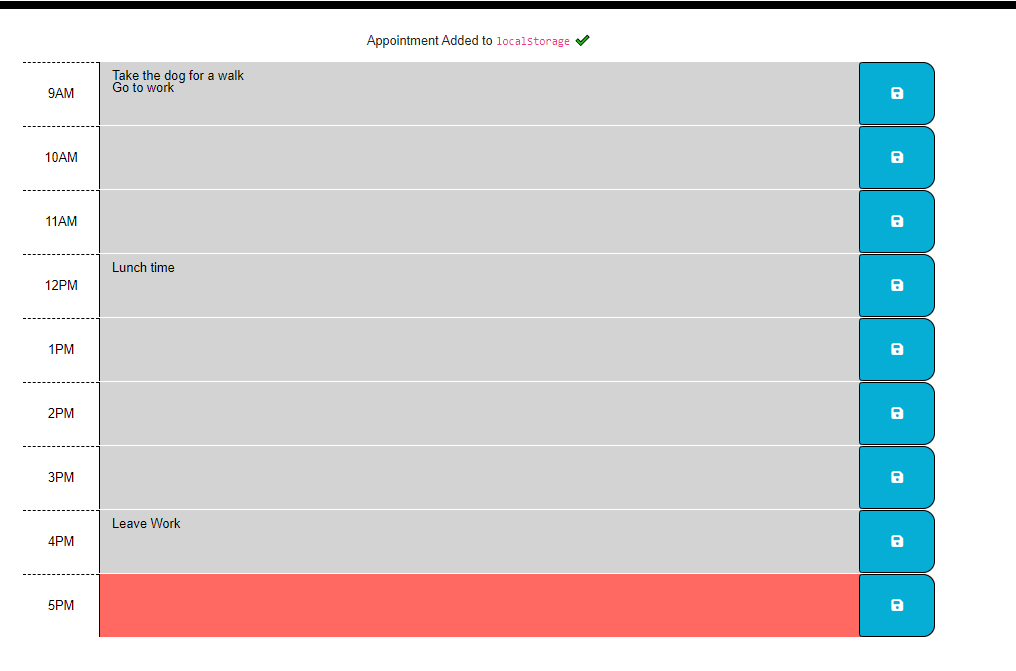 Appointment Added to localStorage ✔
9AM
Take the dog for a walk
Go to work
10AM
11AM
12PM
Lunch time
1PM
2PM
3PM
4PM
Leave Work
5PM